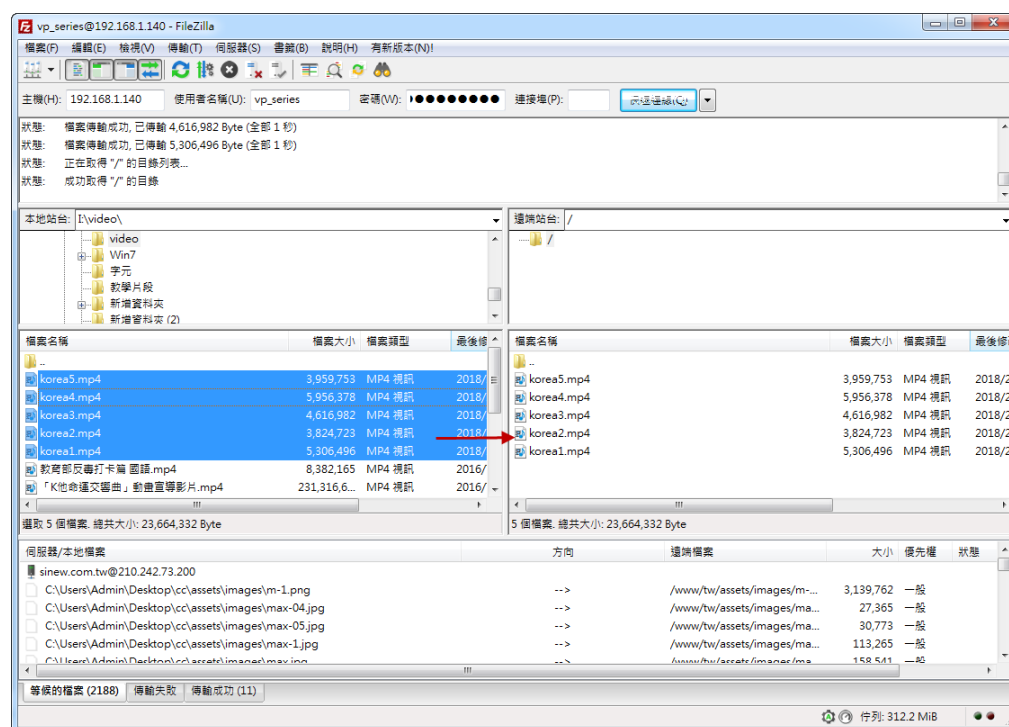 vp_series@192.168.1.140 - FileZilla
檔案(F) 編輯(E) 檢視(V) 傳輸(T) 伺服器(S) 書籤(B) 說明(H) 有新版本(N)!
主機(H): 192.168.1.140 使用者名稱(U): vp_series 密碼(W): ●●●●●●●● 連接埠(P): 快速連線(Q)
狀態: 檔案傳輸成功, 已傳輸 4,616,982 Byte (全部 1 秒)
狀態: 檔案傳輸成功, 已傳輸 5,306,496 Byte (全部 1 秒)
狀態: 正在取得 "/" 的目錄列表...
狀態: 成功取得 "/" 的目錄
本地站台: I:\video\
video
Win7
字元
教學片段
新增資料夾
新增資料夾 (2)
遠端站台: /
/
檔案名稱 檔案大小 檔案類型 最後修
..
korea5.mp4 3,959,753 MP4 視訊 2018/
korea4.mp4 5,956,378 MP4 視訊 2018/
korea3.mp4 4,616,982 MP4 視訊 2018/
korea2.mp4 3,824,723 MP4 視訊 2018/
korea1.mp4 5,306,496 MP4 視訊 2018/
教育部反毒打卡篇 國語.mp4 8,382,165 MP4 視訊 2016/
「K他命運交響曲」動畫宣導影片.mp4 231,316,6... MP4 視訊 2016/
選取 5 個檔案. 總共大小: 23,664,332 Byte
檔案名稱 檔案大小 檔案類型 最後修
..
korea5.mp4 3,959,753 MP4 視訊 2018/2
korea4.mp4 5,956,378 MP4 視訊 2018/2
korea3.mp4 4,616,982 MP4 視訊 2018/2
korea2.mp4 3,824,723 MP4 視訊 2018/2
korea1.mp4 5,306,496 MP4 視訊 2018/2
5 個檔案. 總共大小: 23,664,332 Byte
伺服器/本地檔案 方向 遠端檔案 大小 優先權 狀態
sinew.com.tw@210.242.73.200
C:\Users\Admin\Desktop\cc\assets\images\m-1.png --> /www/tw/assets/images/m-... 3,139,762 一般
C:\Users\Admin\Desktop\cc\assets\images\max-04.jpg --> /www/tw/assets/images/ma... 27,365 一般
C:\Users\Admin\Desktop\cc\assets\images\max-05.jpg --> /www/tw/assets/images/ma... 30,773 一般
C:\Users\Admin\Desktop\cc\assets\images\max-1.jpg --> /www/tw/assets/images/ma... 113,265 一般
C:\Users\Admin\Desktop\cc\assets\images\max.jpg --> /www/tw/assets/images/ma... 158,541 一般
等候的檔案 (2188) 傳輸失敗 傳輸成功 (11)
佇列: 312.2 MiB